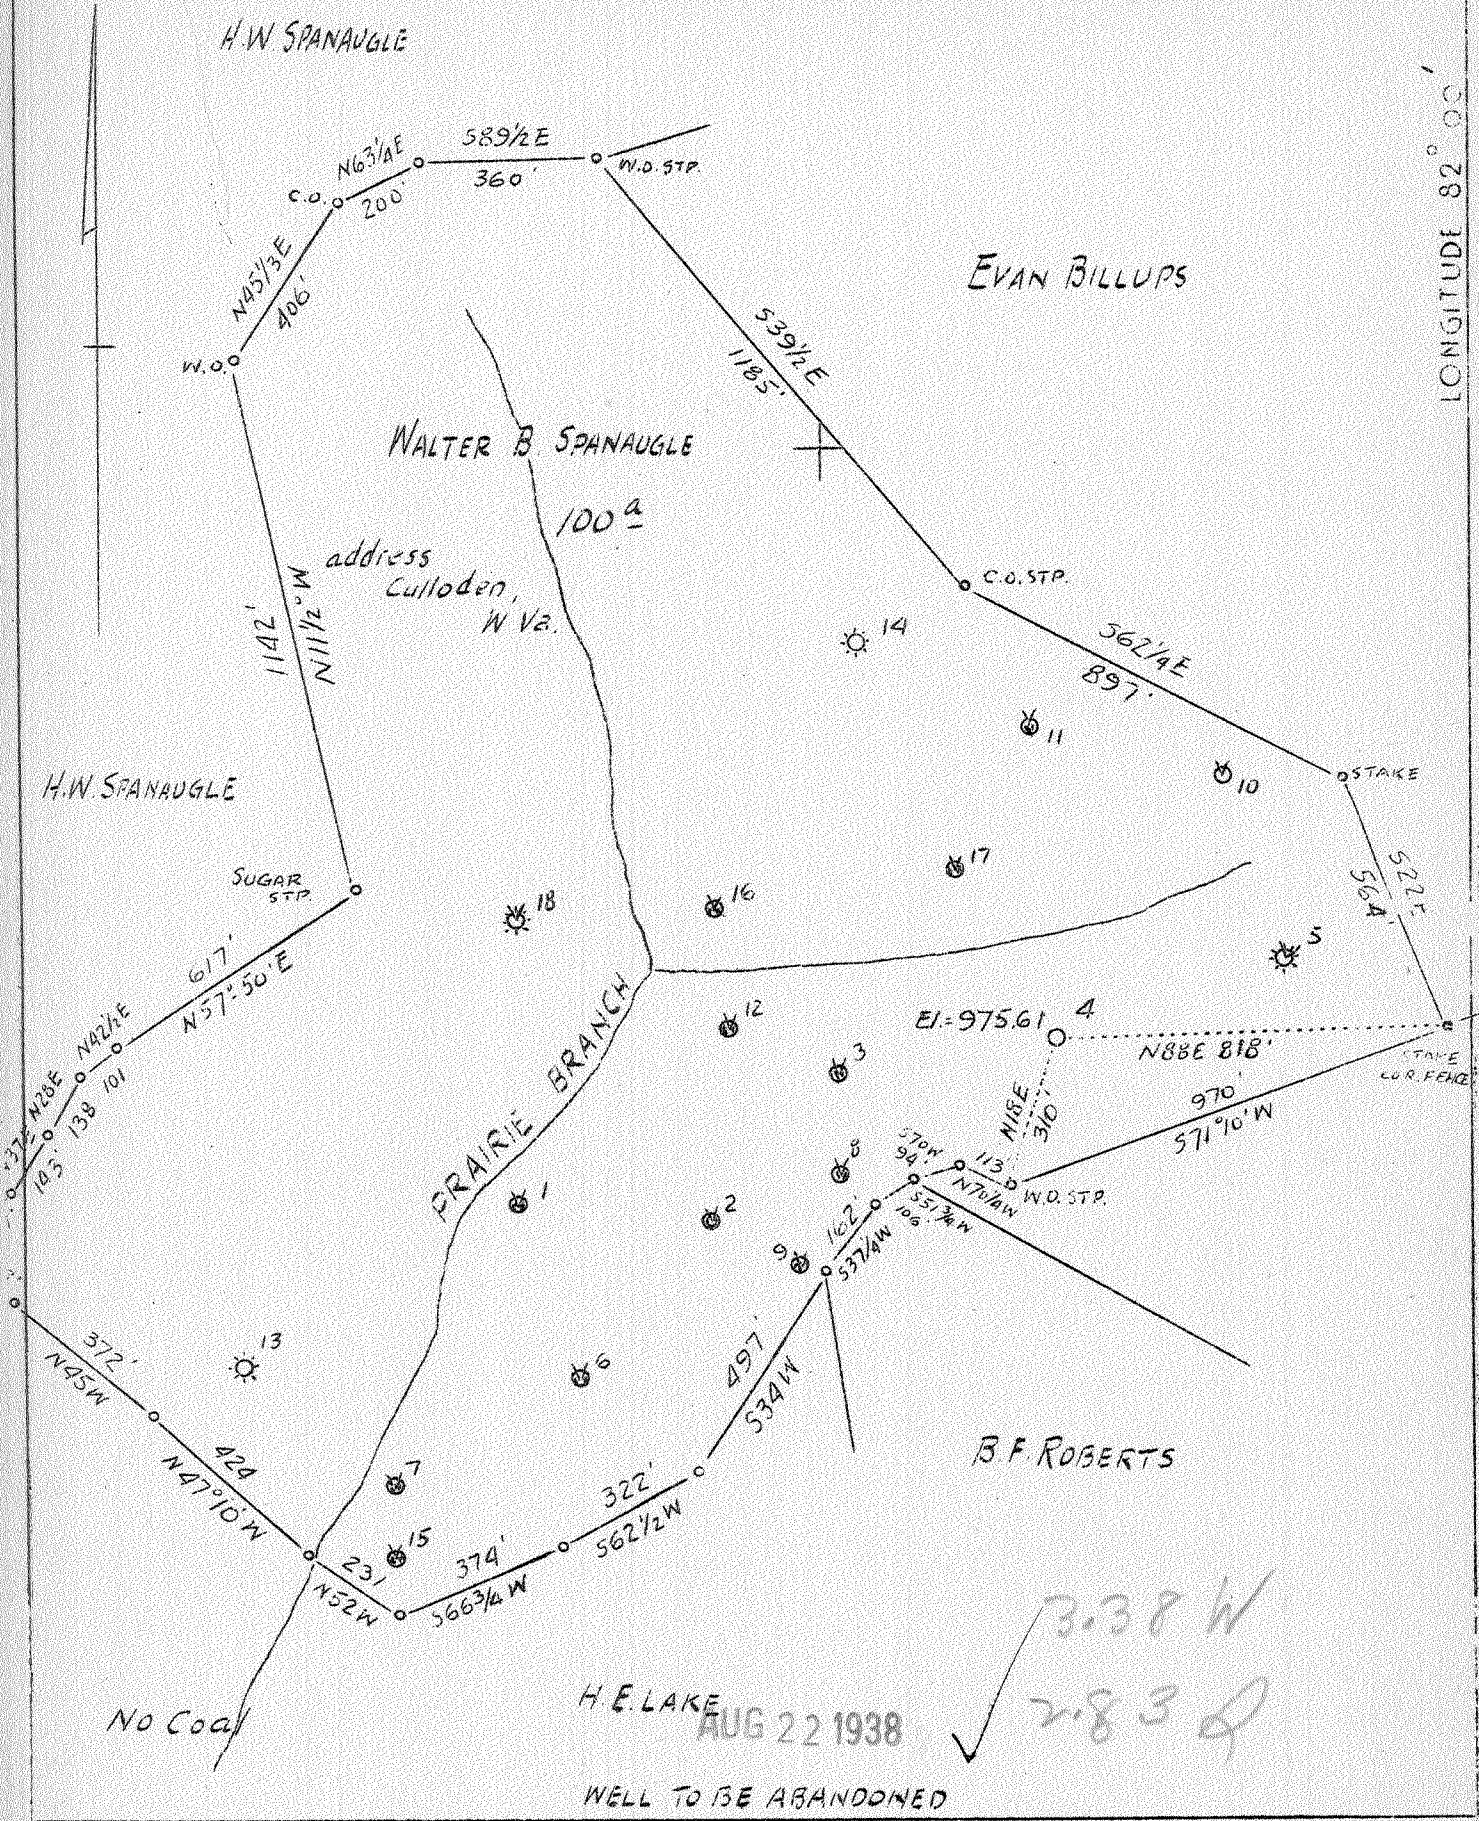 H.W SPANAUGLE
S89½E
N63¼E
360'
W.O. STP.
C.O.
200'
LONGITUDE 82° 00'
N45⅓E
406'
EVAN BILLUPS
W.O.
S39½E
1185'
WALTER B. SPANAUGLE
100 a
address
Culloden,
W Va.
C.O. STP.
1142'
N11½°W
14
S62¼E
897'
11
10
STAKE
H.W. SPANAUGLE
SUGAR
STP.
17
16
18
S22E
564
5
617'
N57°50'E
12
El.=975.61
4
N88E 818'
N42½E
101
3
STAKE
COR. FENCE
N28E
138
PRAIRIE BRANCH
N18E
310'
970'
S71°10'W
143'
8
S70W
94'
113'
N70¼W
W.O. STP.
1
2
S51¾W
106'
102'
S37¼W
9
372'
N45W
13
6
497'
S34W
424
N47°10'W
7
B.F. ROBERTS
322'
S62½W
15
231
N52W
374'
S66¾W
3.38 W
2.83
No Coal
H.E. LAKE
AUG 22 1938
WELL TO BE ABANDONED